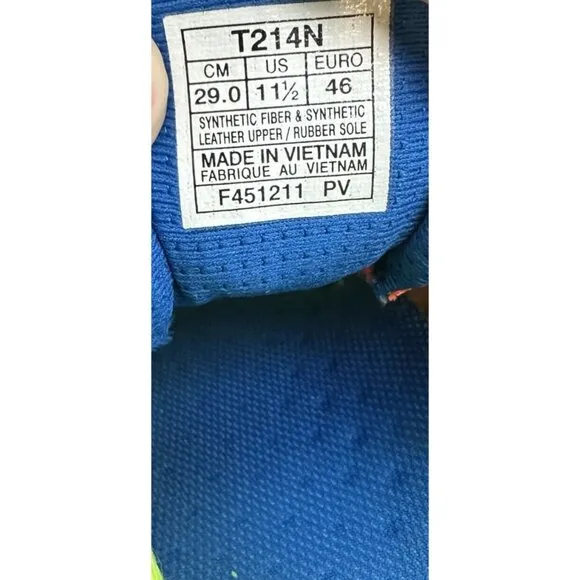 T214N
CM US EURO
29.0 11½ 46
SYNTHETIC FIBER & SYNTHETIC
LEATHER UPPER / RUBBER SOLE
MADE IN VIETNAM
FABRIQUE AU VIETNAM
F451211 PV